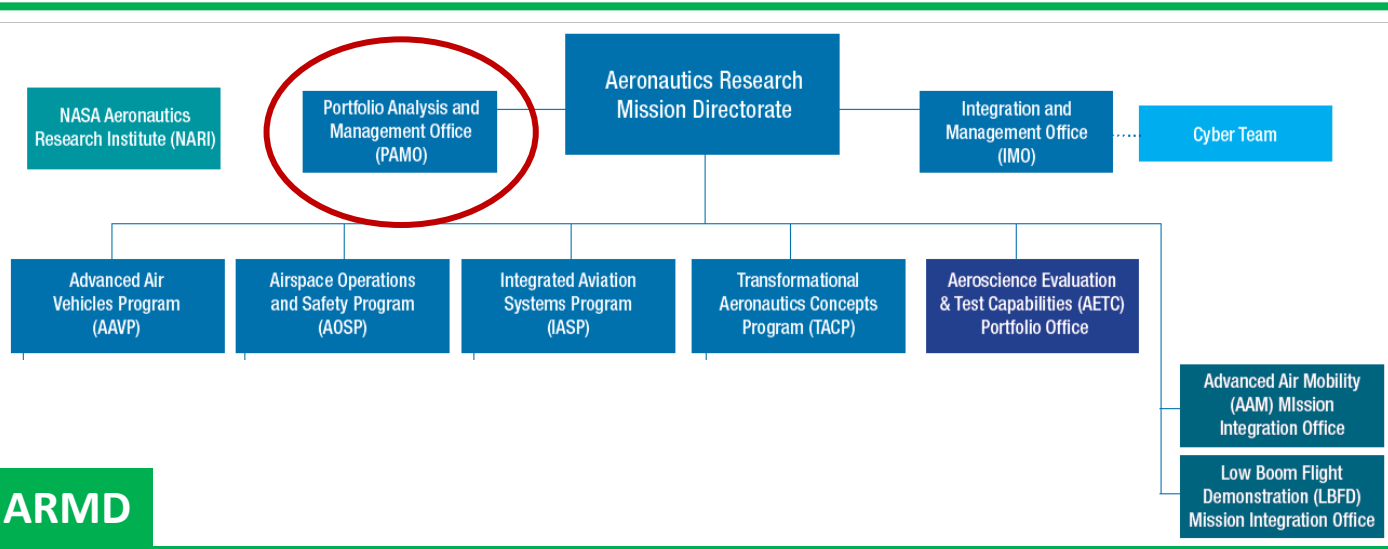 Aeronautics Research
Mission Directorate
NASA Aeronautics
Research Institute (NARI)
Portfolio Analysis and
Management Office
(PAMO)
Integration and
Management Office
(IMO)
Cyber Team
Advanced Air
Vehicles Program
(AAVP)
Airspace Operations
and Safety Program
(AOSP)
Integrated Aviation
Systems Program
(IASP)
Transformational
Aeronautics Concepts
Program (TACP)
Aeroscience Evaluation
& Test Capabilities (AETC)
Portfolio Office
Advanced Air Mobility
(AAM) MIssion
Integration Office
Low Boom Flight
Demonstration (LBFD)
Mission Integration Office
ARMD